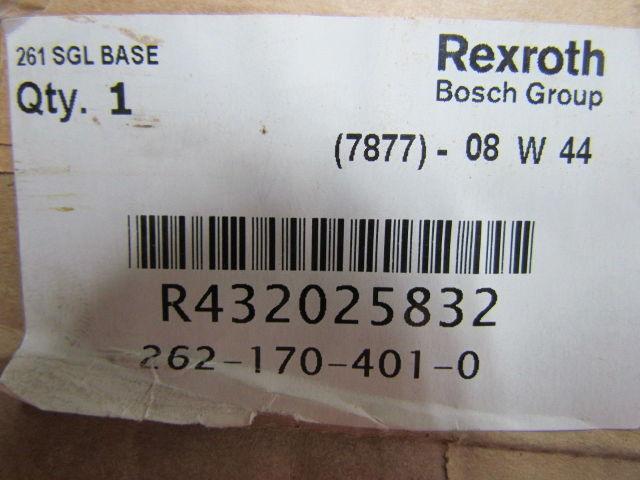 261 SGL BASE
Qty. 1
Rexroth
Bosch Group
(7877) - 08 W 44
R432025832
262-170-401-0